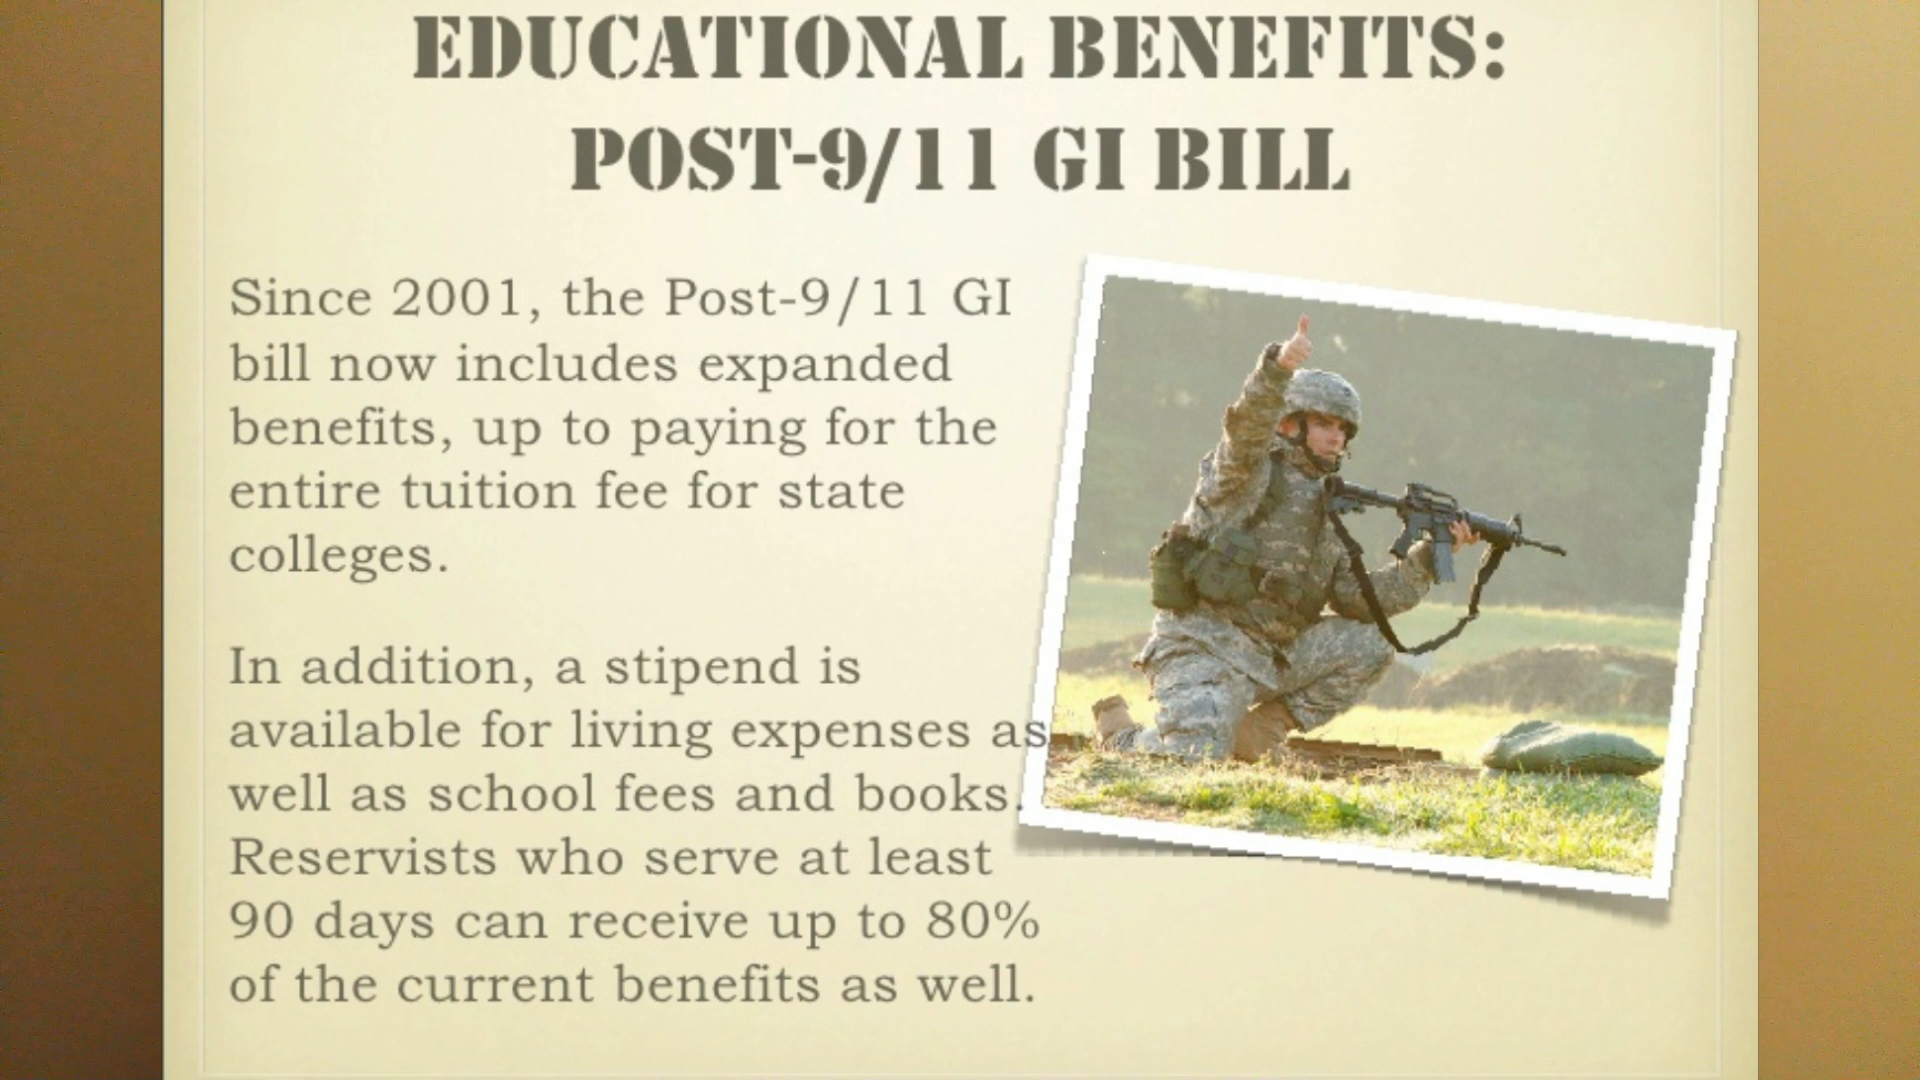 EDUCATIONAL BENEFITS:
POST-9/11 GI BILL
Since 2001, the Post-9/11 GI
bill now includes expanded
benefits, up to paying for the
entire tuition fee for state
colleges.
In addition, a stipend is
available for living expenses as
well as school fees and books.
Reservists who serve at least
90 days can receive up to 80%
of the current benefits as well.